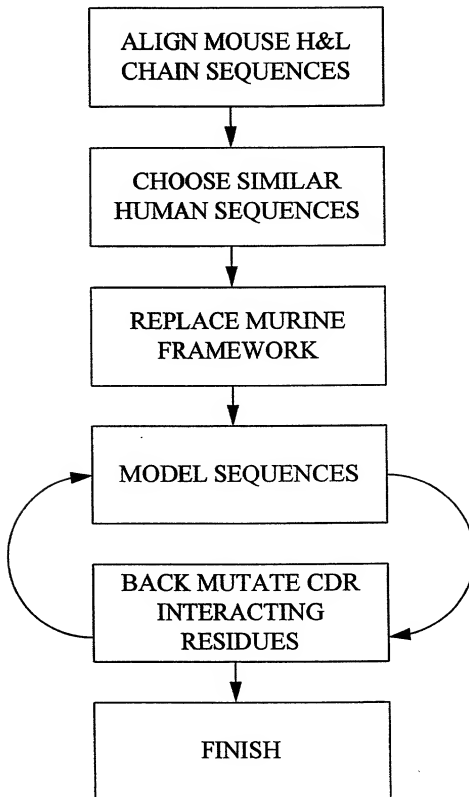 ALIGN MOUSE H&L
CHAIN SEQUENCES
CHOOSE SIMILAR
HUMAN SEQUENCES
REPLACE MURINE
FRAMEWORK
MODEL SEQUENCES
BACK MUTATE CDR
INTERACTING
RESIDUES
FINISH